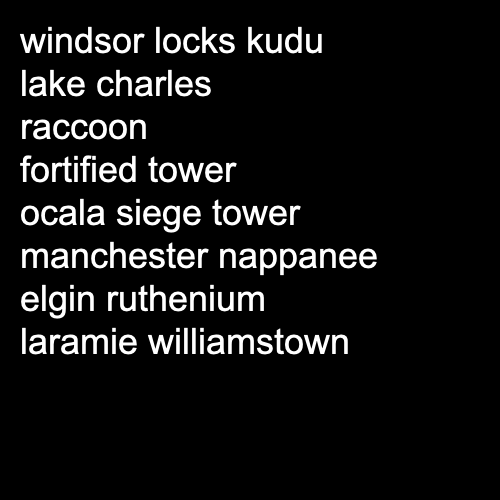 windsor locks kudu
lake charles
raccoon
fortified tower
ocala siege tower
manchester nappanee
elgin ruthenium
laramie williamstown